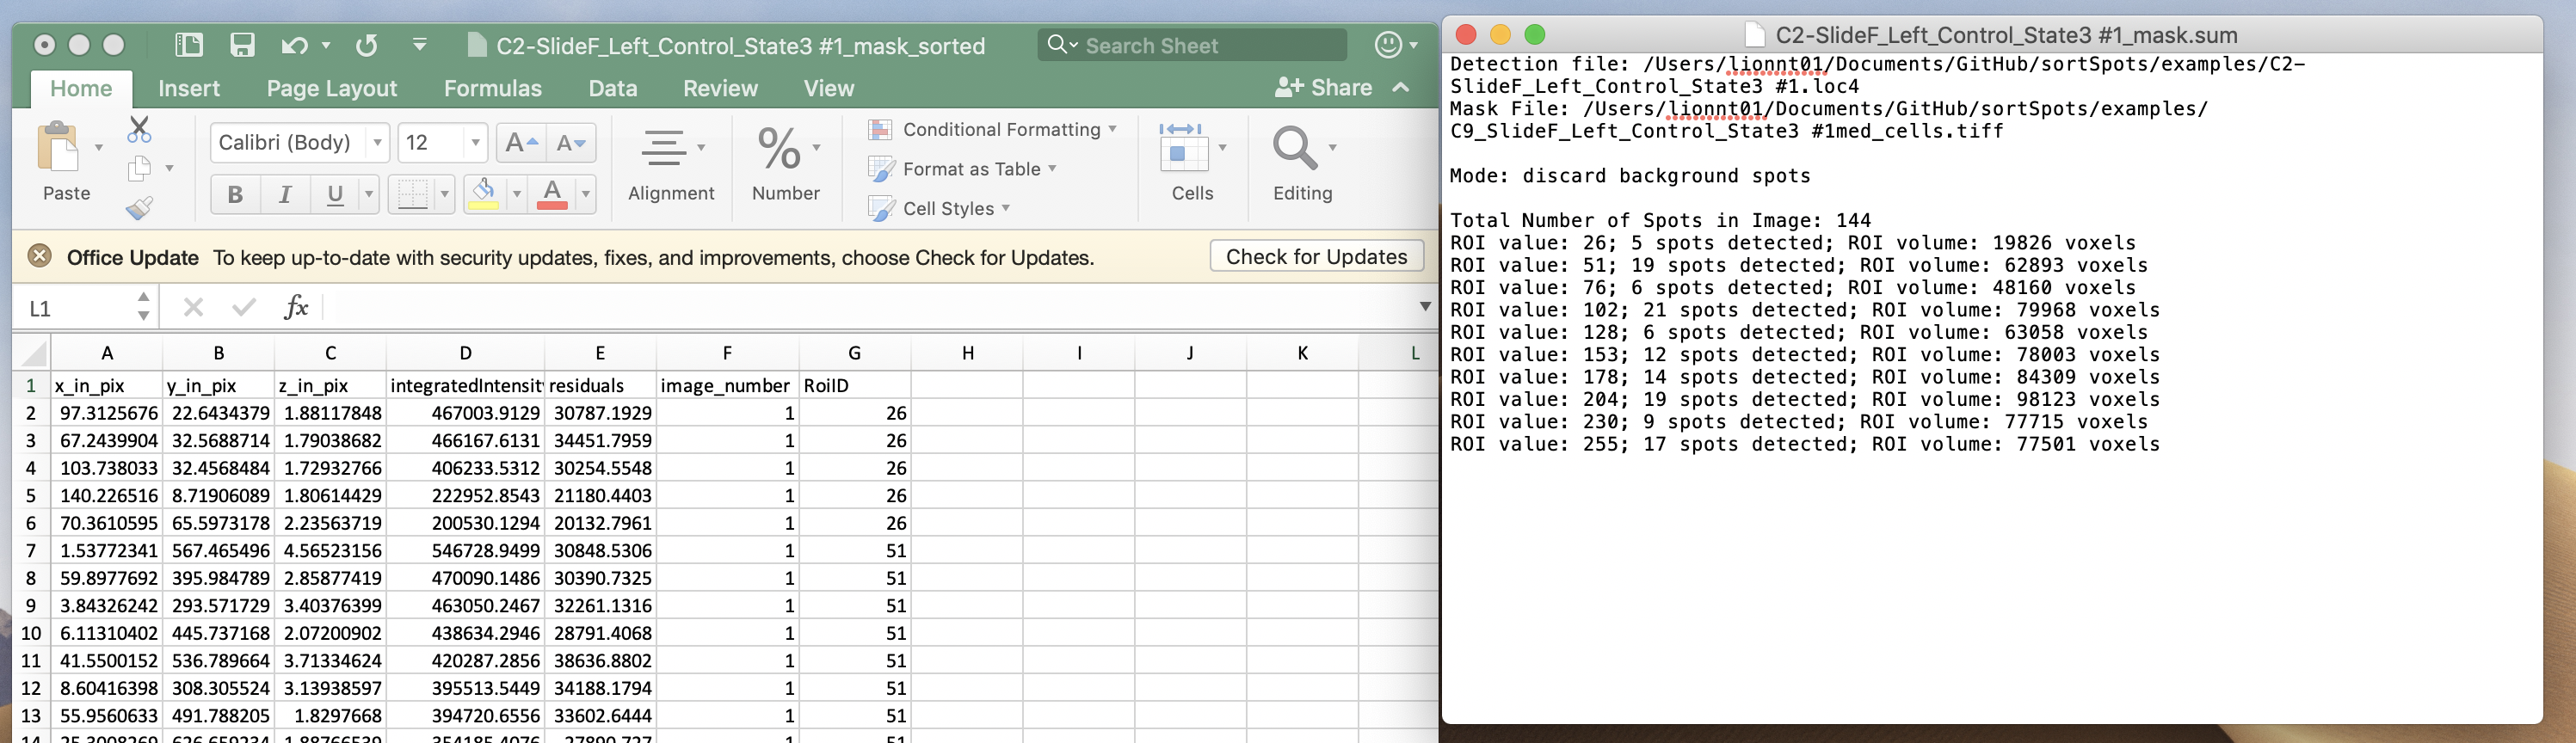 C2-SlideF_Left_Control_State3 #1_mask_sorted
Search Sheet
Home Insert Page Layout Formulas Data Review View
Share
Paste
Calibri (Body) 12
A A
B I U A
Alignment
%
Number
Conditional Formatting
Format as Table
Cell Styles
Cells
Editing
Office Update To keep up-to-date with security updates, fixes, and improvements, choose Check for Updates.
Check for Updates
L1 fx
A B C D E F G H I J K L
1 x_in_pix y_in_pix z_in_pix integratedIntensit residuals image_number RoiID
2 97.3125676 22.6434379 1.88117848 467003.9129 30787.1929 1 26
3 67.2439904 32.5688714 1.79038682 466167.6131 34451.7959 1 26
4 103.738033 32.4568484 1.72932766 406233.5312 30254.5548 1 26
5 140.226516 8.71906089 1.80614429 222952.8543 21180.4403 1 26
6 70.3610595 65.5973178 2.23563719 200530.1294 20132.7961 1 26
7 1.53772341 567.465496 4.56523156 546728.9499 30848.5306 1 51
8 59.8977692 395.984789 2.85877419 470090.1486 30390.7325 1 51
9 3.84326242 293.571729 3.40376399 463050.2467 32261.1316 1 51
10 6.11310402 445.737168 2.07200902 438634.2946 28791.4068 1 51
11 41.5500152 536.789664 3.71334624 420287.2856 38636.8802 1 51
12 8.60416398 308.305524 3.13938597 395513.5449 34188.1794 1 51
13 55.9560633 491.788205 1.8297668 394720.6556 33602.6444 1 51
C2-SlideF_Left_Control_State3 #1_mask.sum
Detection file: /Users/lionnt01/Documents/GitHub/sortSpots/examples/C2-
SlideF_Left_Control_State3 #1.loc4
Mask File: /Users/lionnt01/Documents/GitHub/sortSpots/examples/
C9_SlideF_Left_Control_State3 #1med_cells.tiff
Mode: discard background spots
Total Number of Spots in Image: 144
ROI value: 26; 5 spots detected; ROI volume: 19826 voxels
ROI value: 51; 19 spots detected; ROI volume: 62893 voxels
ROI value: 76; 6 spots detected; ROI volume: 48160 voxels
ROI value: 102; 21 spots detected; ROI volume: 79968 voxels
ROI value: 128; 6 spots detected; ROI volume: 63058 voxels
ROI value: 153; 12 spots detected; ROI volume: 78003 voxels
ROI value: 178; 14 spots detected; ROI volume: 84309 voxels
ROI value: 204; 19 spots detected; ROI volume: 98123 voxels
ROI value: 230; 9 spots detected; ROI volume: 77715 voxels
ROI value: 255; 17 spots detected; ROI volume: 77501 voxels